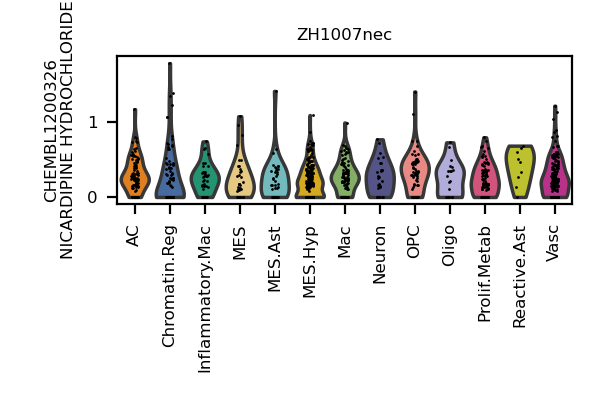 ZH1007nec
CHEMBL1200326
NICARDIPINE HYDROCHLORIDE
1
0
AC
Chromatin.Reg
Inflammatory.Mac
MES
MES.Ast
MES.Hyp
Mac
Neuron
OPC
Oligo
Prolif.Metab
Reactive.Ast
Vasc